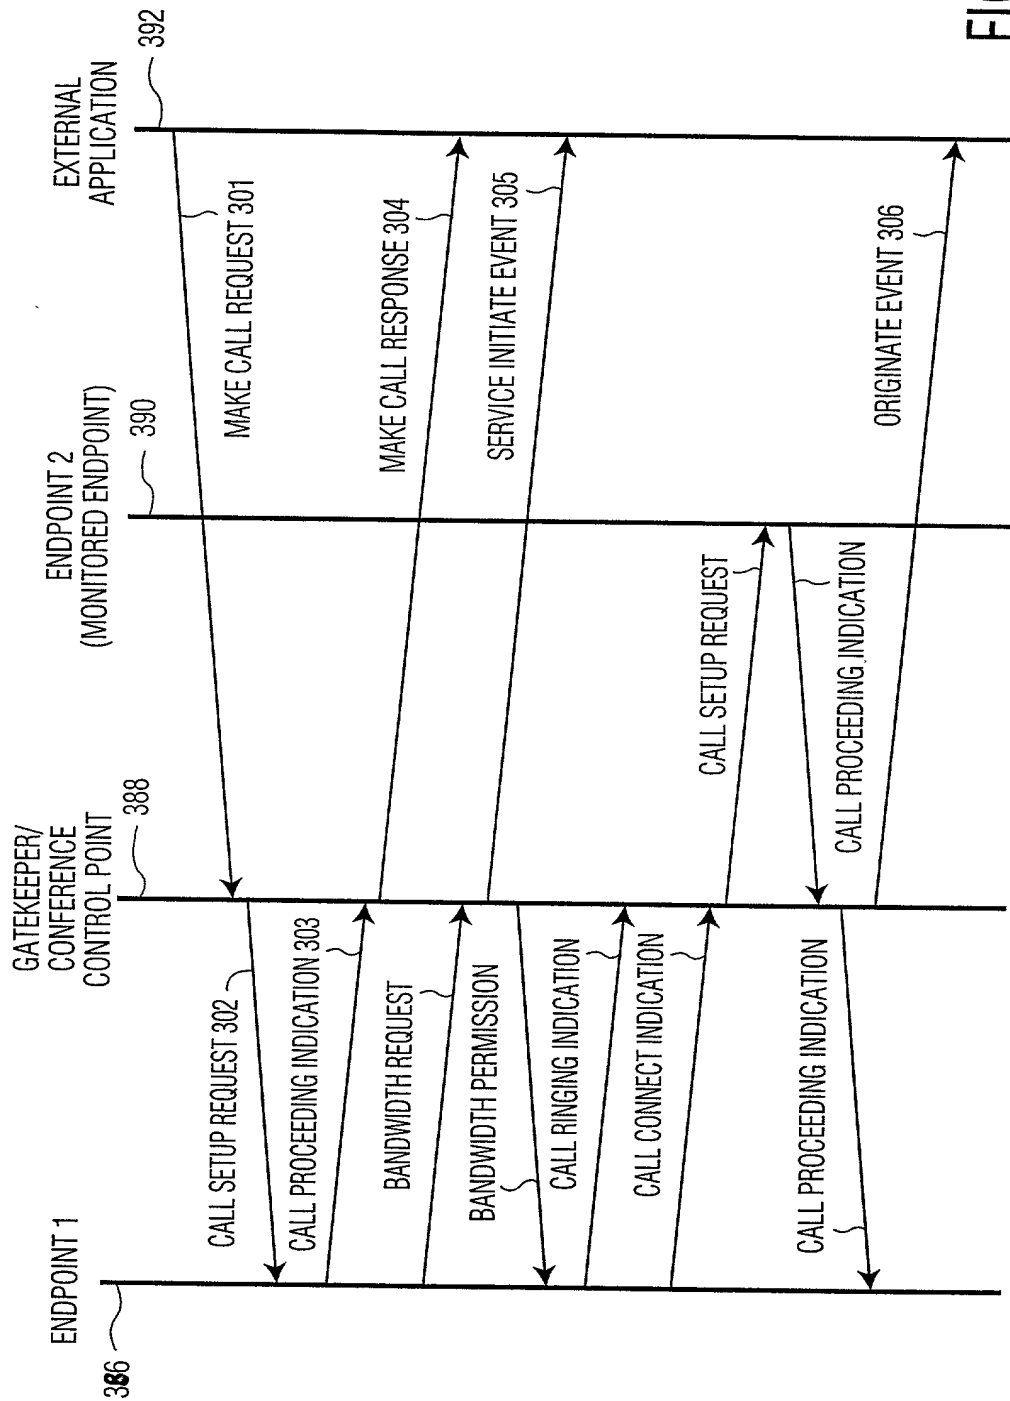 ENDPOINT 1
386
GATEKEEPER/
CONFERENCE
CONTROL POINT
388
ENDPOINT 2
(MONITORED ENDPOINT)
390
EXTERNAL
APPLICATION
392
MAKE CALL REQUEST 301
CALL SETUP REQUEST 302
CALL PROCEEDING INDICATION 303
MAKE CALL RESPONSE 304
BANDWIDTH REQUEST
SERVICE INITIATE EVENT 305
BANDWIDTH PERMISSION
CALL RINGING INDICATION
CALL CONNECT INDICATION
CALL SETUP REQUEST
CALL PROCEEDING INDICATION
CALL PROCEEDING INDICATION
ORIGINATE EVENT 306